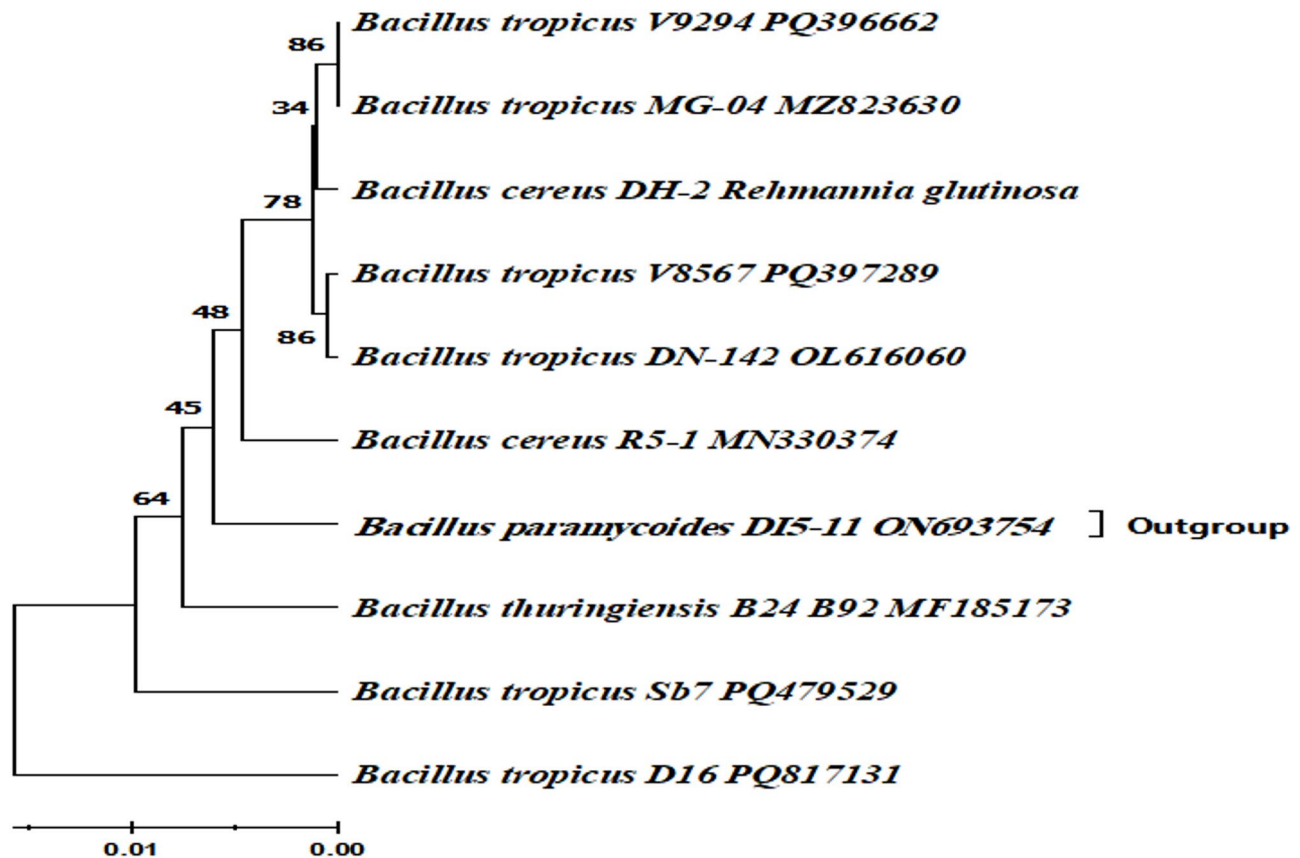 Bacillus tropicus V9294 PQ396662
86
34
Bacillus tropicus MG-04 MZ823630
Bacillus cereus DH-2 Rehmannia glutinosa
78
Bacillus tropicus V8567 PQ397289
48
86
Bacillus tropicus DN-142 OL616060
45
Bacillus cereus R5-1 MN330374
64
Bacillus paramycoides DI5-11 ON693754 ] Outgroup
Bacillus thuringiensis B24 B92 MF185173
Bacillus tropicus Sb7 PQ479529
Bacillus tropicus D16 PQ817131
0.01 0.00